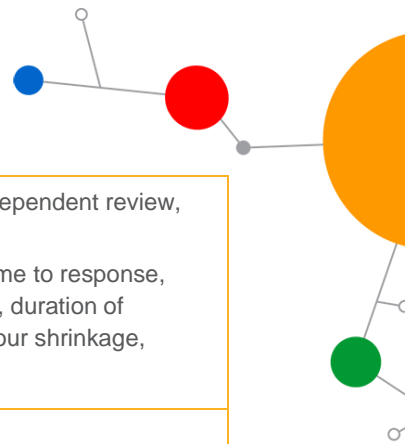 ependent review,
me to response,
, duration of
our shrinkage,